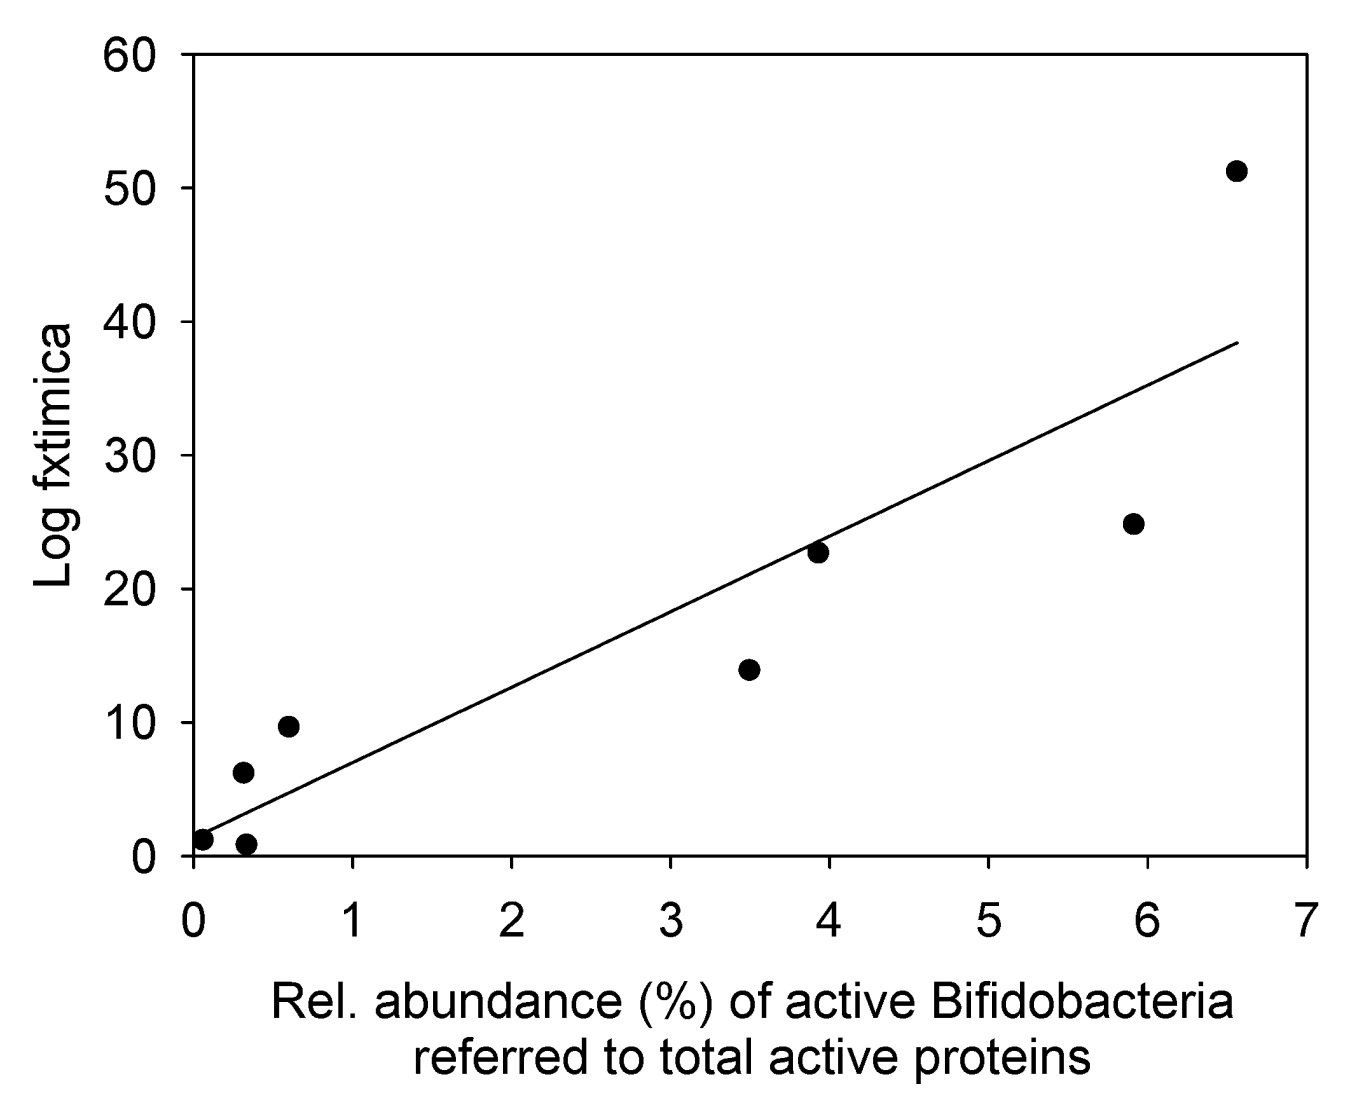 60
50
40
30
20
10
0
Log fxtimica
0 1 2 3 4 5 6 7
Rel. abundance (%) of active Bifidobacteria
referred to total active proteins